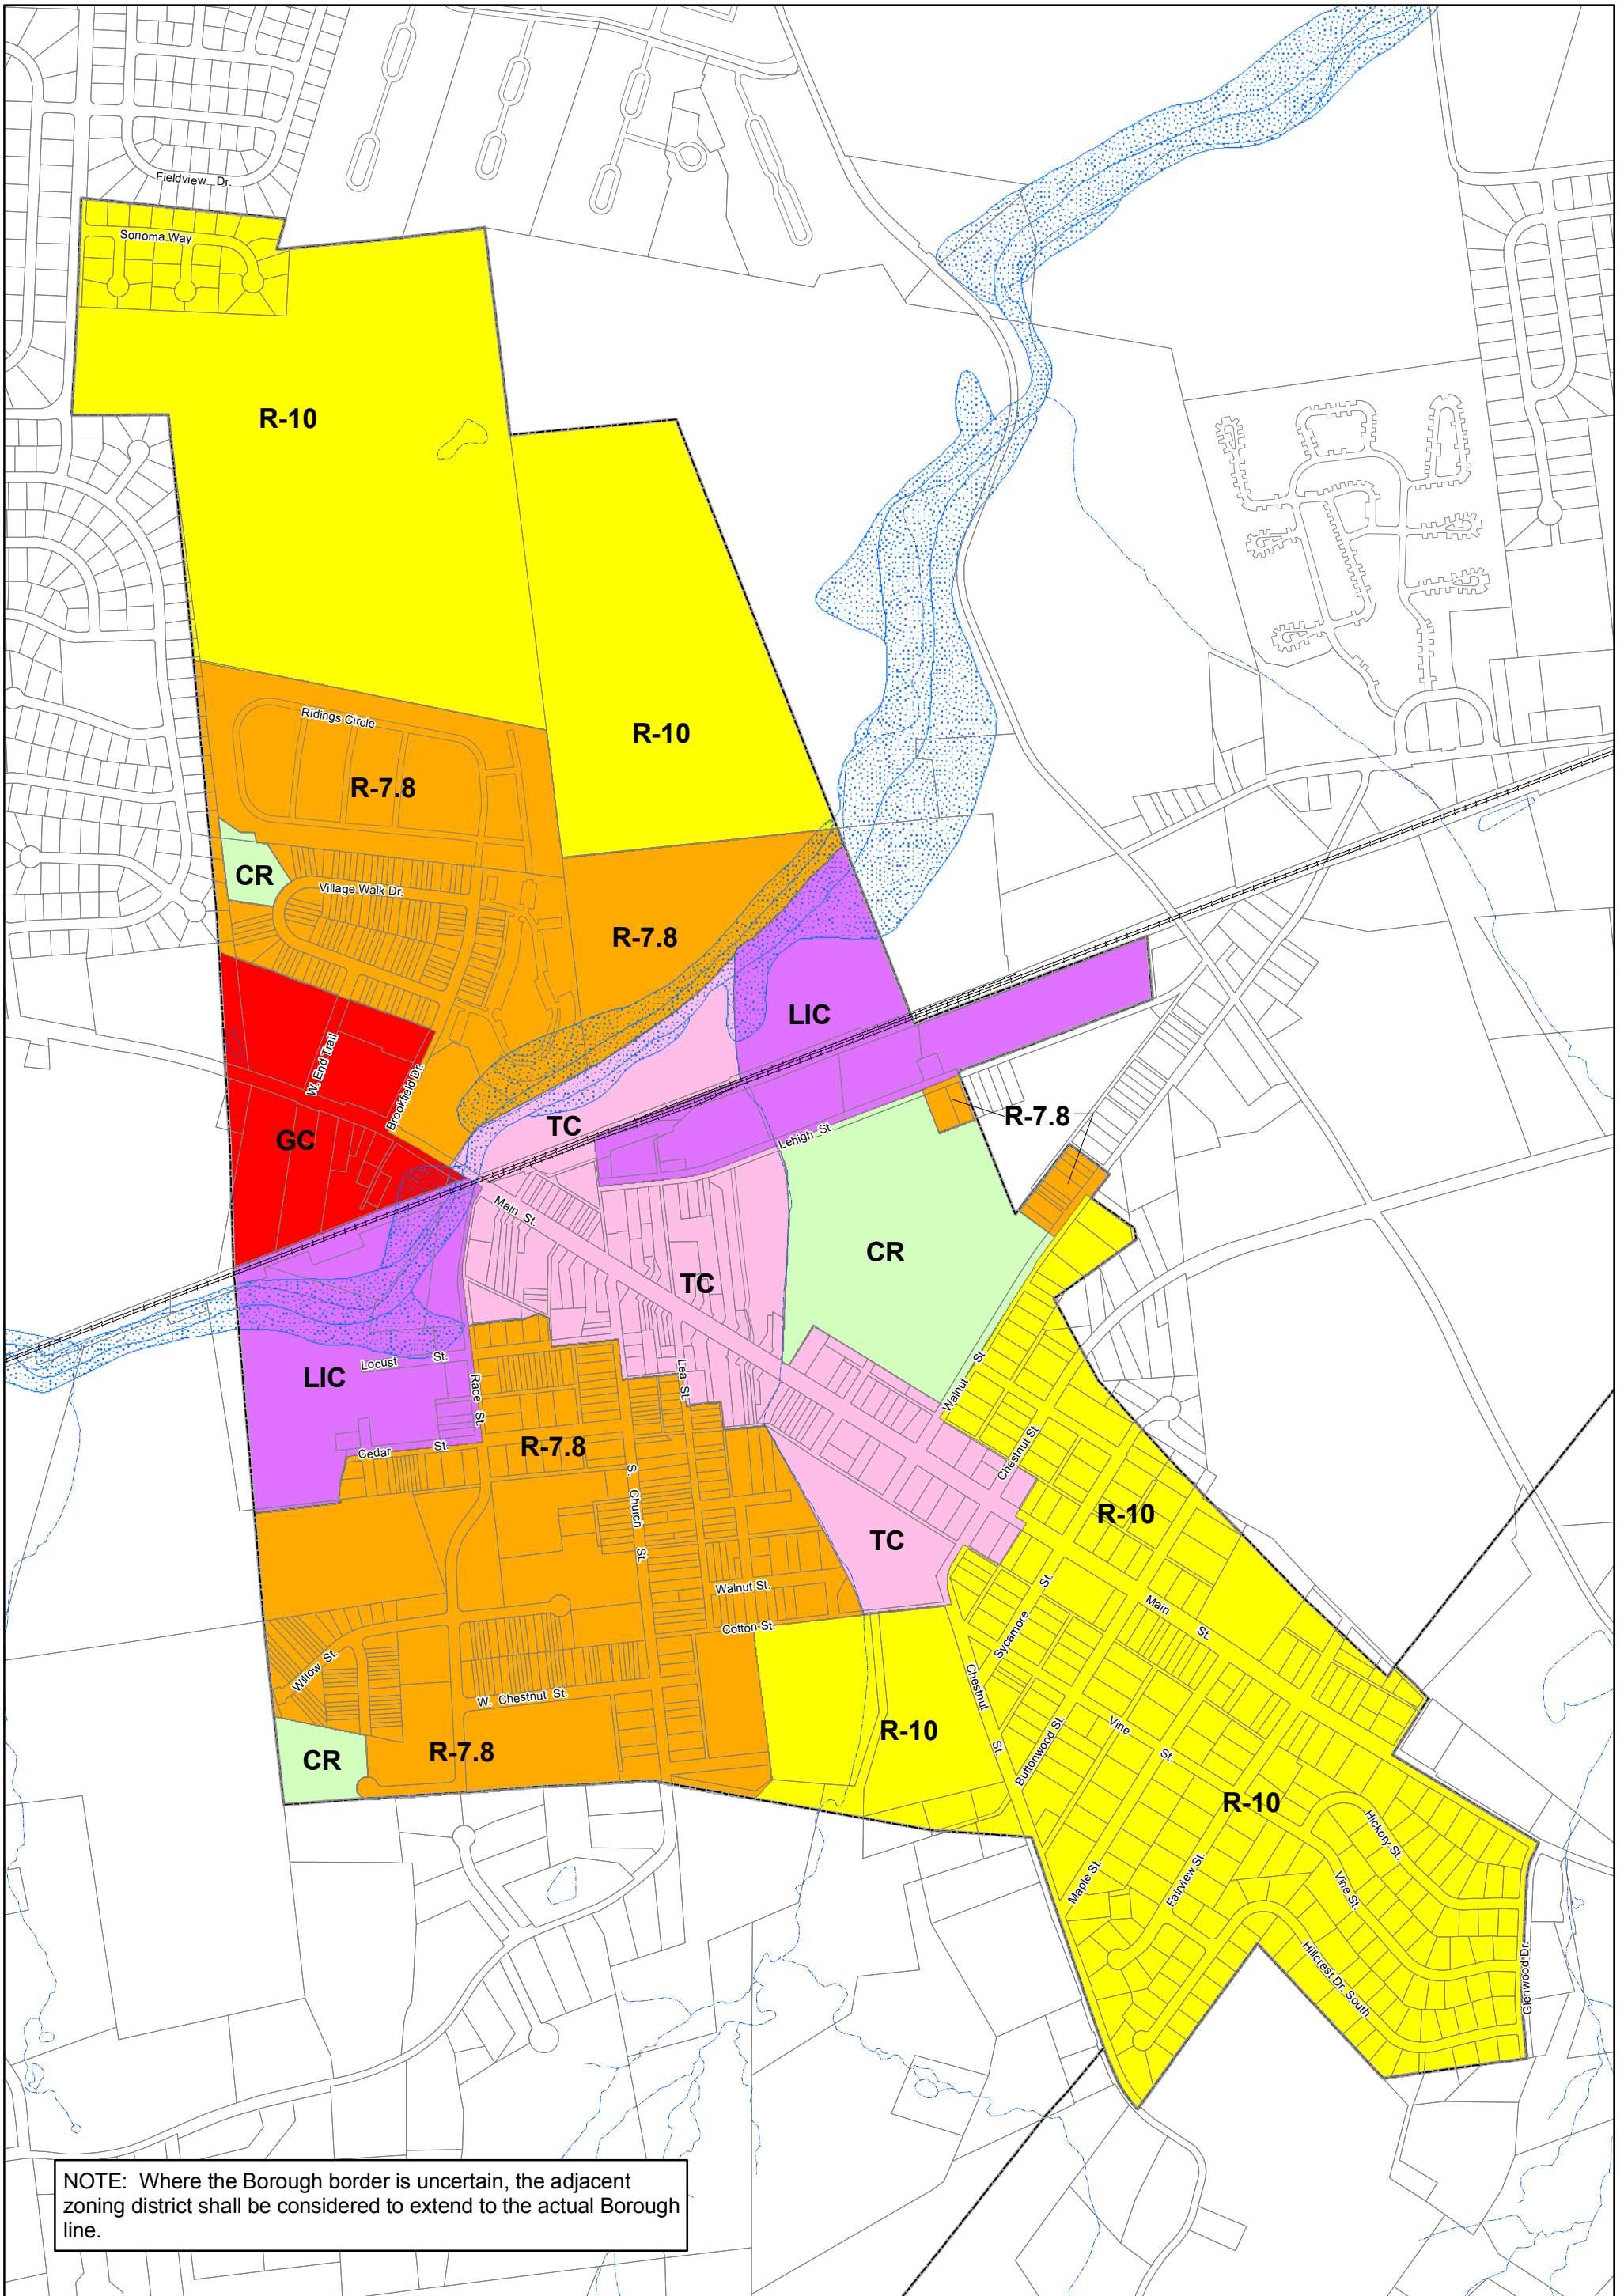 Fieldview Dr.
Sonoma Way
R-10
R-10
Ridings Circle
R-7.8
CR
Village Walk Dr.
R-7.8
LIC
W. End Trail
Brookfield Dr.
TC
R-7.8
GC
Lehigh St
Main St.
CR
TC
Locust St.
LIC
Race St.
Lea St.
Walnut St.
Chestnut St.
Cedar St.
R-7.8
S. Church St.
R-10
TC
Walnut St.
Cotton St.
Sycamore St.
Main St.
Willow St.
W. Chestnut St.
Chestnut St.
R-10
Vine St.
Buttonwood St.
CR
R-7.8
R-10
Hickory St.
Maple St.
Fairview St.
Vine St.
Hillcrest Dr. South
Glenwood Dr.
NOTE: Where the Borough border is uncertain, the adjacent
zoning district shall be considered to extend to the actual Borough
line.